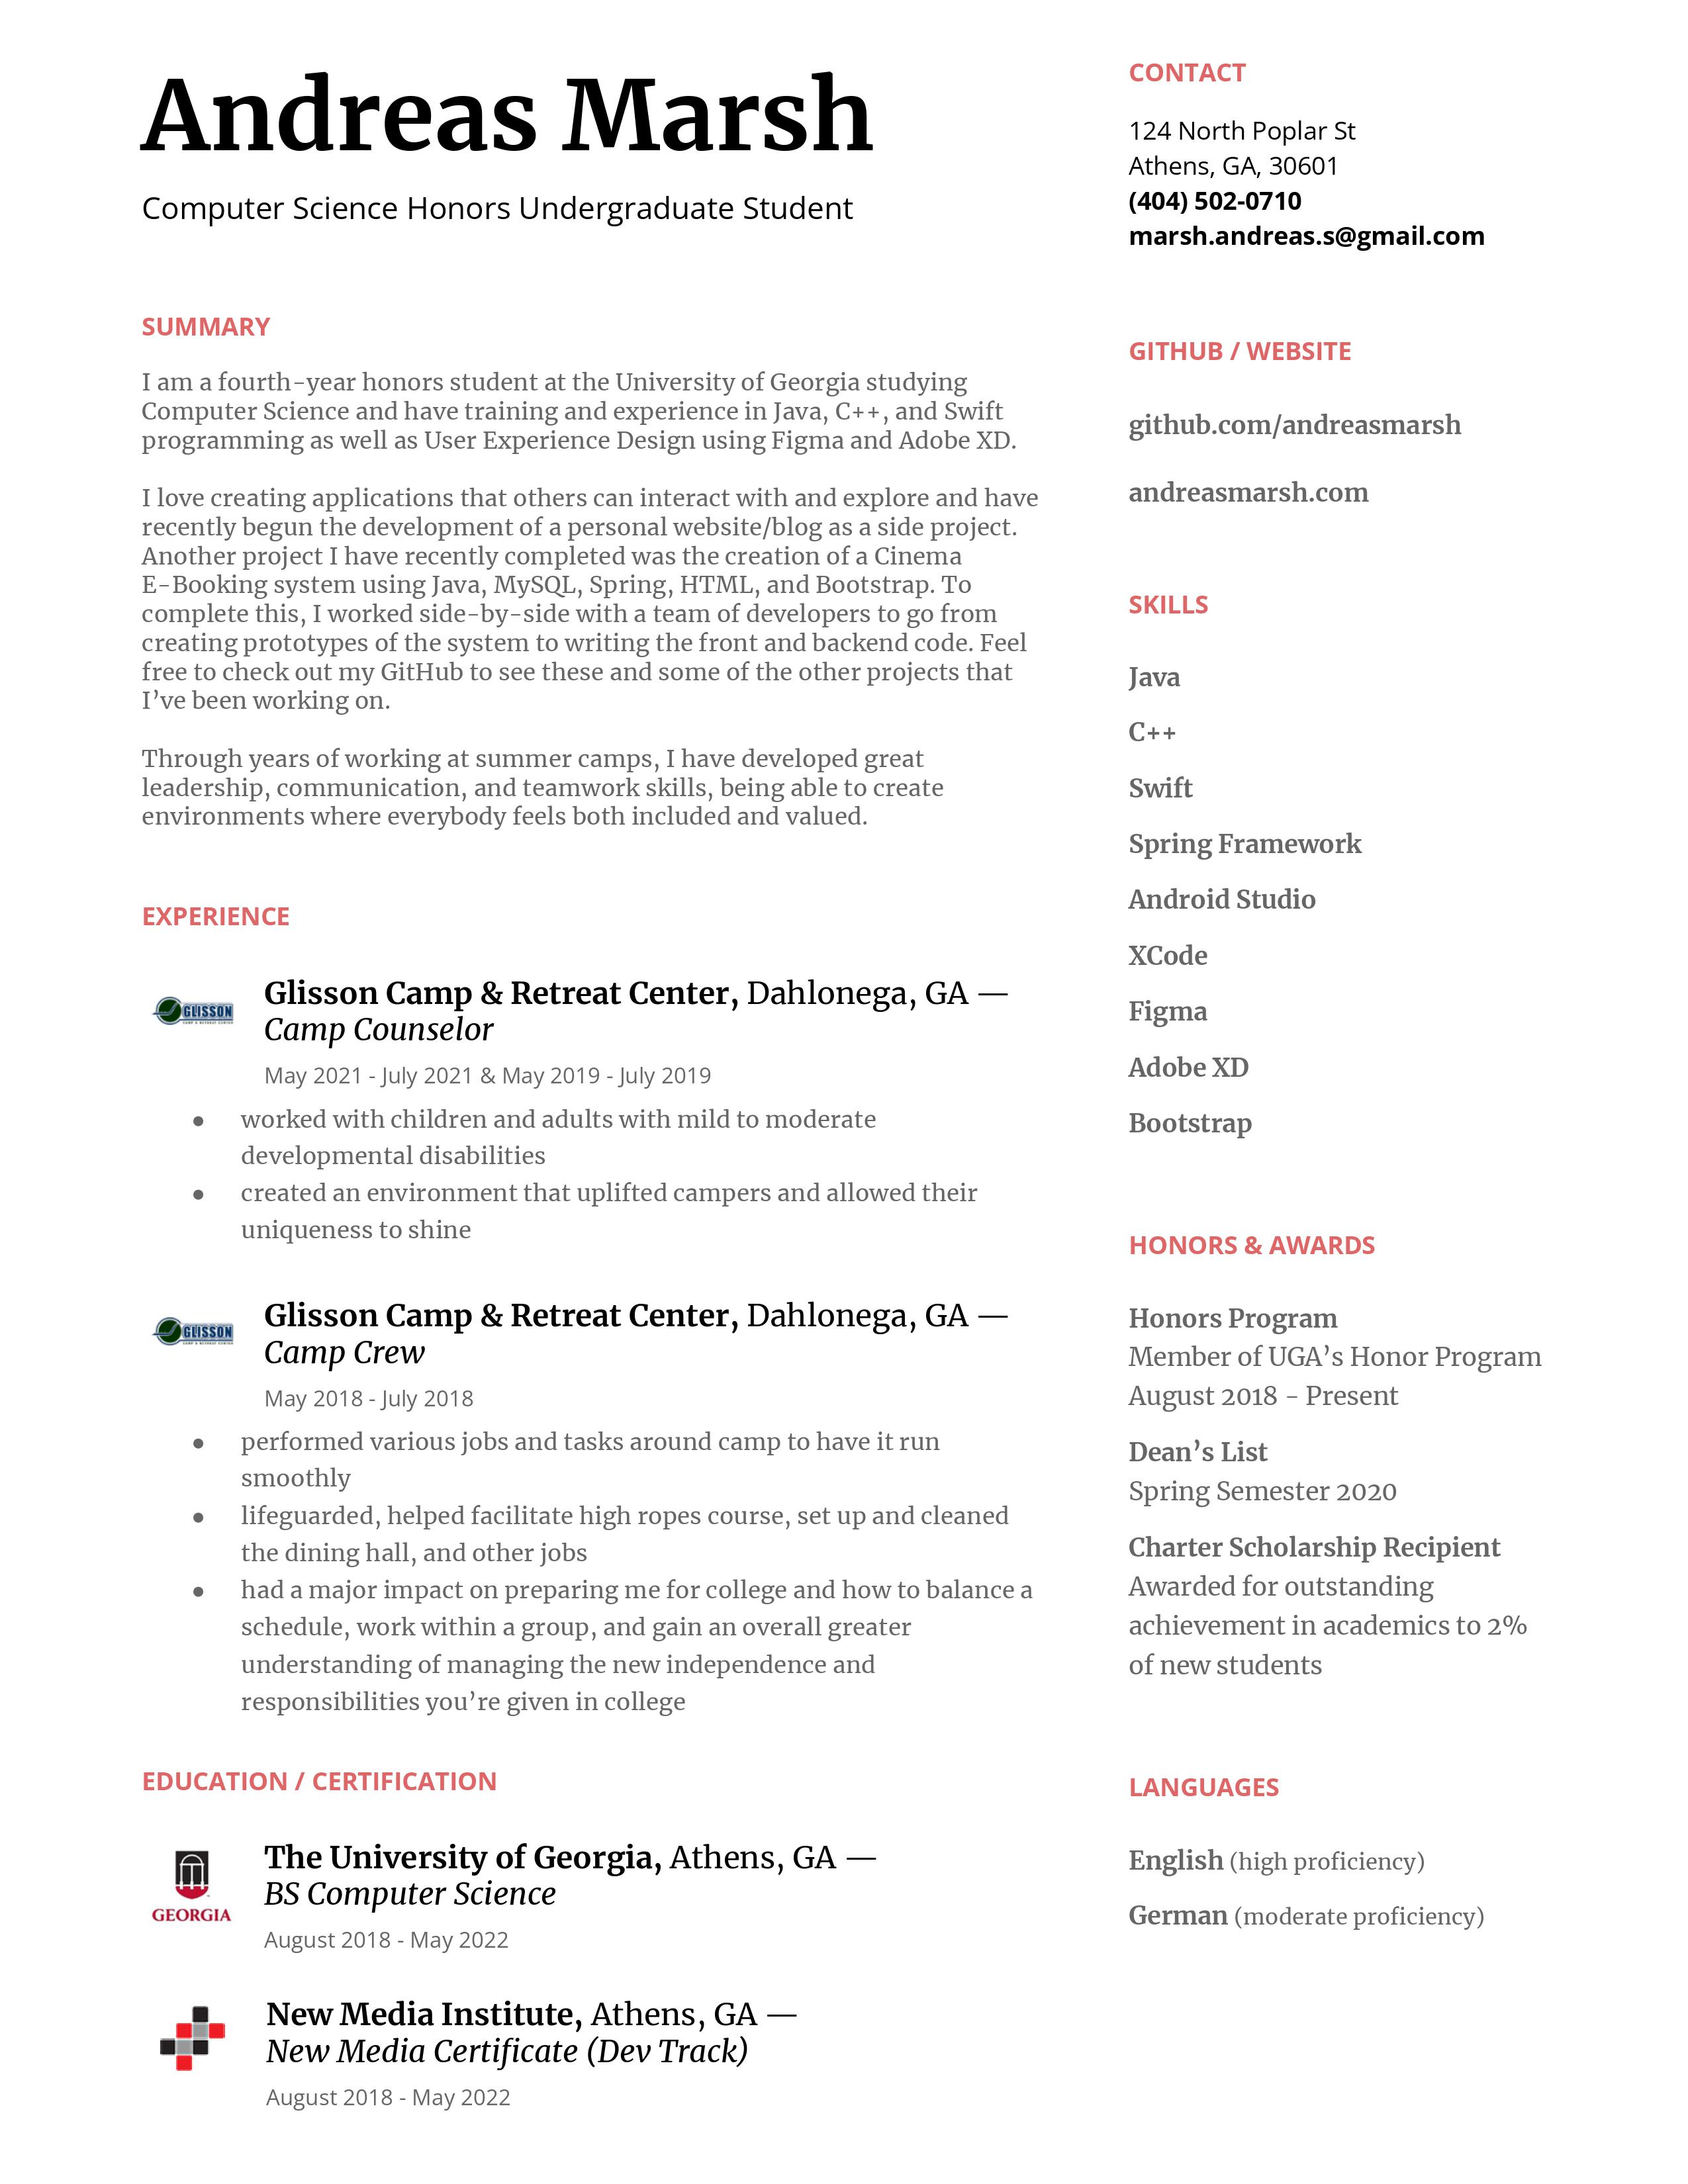 Andreas Marsh
Computer Science Honors Undergraduate Student
SUMMARY
I am a fourth-year honors student at the University of Georgia studying
Computer Science and have training and experience in Java, C++, and Swift
programming as well as User Experience Design using Figma and Adobe XD.
I love creating applications that others can interact with and explore and have
recently begun the development of a personal website/blog as a side project.
Another project I have recently completed was the creation of a Cinema
E-Booking system using Java, MySQL, Spring, HTML, and Bootstrap. To
complete this, I worked side-by-side with a team of developers to go from
creating prototypes of the system to writing the front and backend code. Feel
free to check out my GitHub to see these and some of the other projects that
I’ve been working on.
Through years of working at summer camps, I have developed great
leadership, communication, and teamwork skills, being able to create
environments where everybody feels both included and valued.
EXPERIENCE
GLISSON
CAMP & RETREAT CENTER
Glisson Camp & Retreat Center, Dahlonega, GA —
Camp Counselor
May 2021 - July 2021 & May 2019 - July 2019
● worked with children and adults with mild to moderate
developmental disabilities
● created an environment that uplifted campers and allowed their
uniqueness to shine
GLISSON
CAMP & RETREAT CENTER
Glisson Camp & Retreat Center, Dahlonega, GA —
Camp Crew
May 2018 - July 2018
● performed various jobs and tasks around camp to have it run
smoothly
● lifeguarded, helped facilitate high ropes course, set up and cleaned
the dining hall, and other jobs
● had a major impact on preparing me for college and how to balance a
schedule, work within a group, and gain an overall greater
understanding of managing the new independence and
responsibilities you’re given in college
EDUCATION / CERTIFICATION
GEORGIA
The University of Georgia, Athens, GA —
BS Computer Science
August 2018 - May 2022
New Media Institute, Athens, GA —
New Media Certificate (Dev Track)
August 2018 - May 2022
CONTACT
124 North Poplar St
Athens, GA, 30601
(404) 502-0710
marsh.andreas.s@gmail.com
GITHUB / WEBSITE
github.com/andreasmarsh
andreasmarsh.com
SKILLS
Java
C++
Swift
Spring Framework
Android Studio
XCode
Figma
Adobe XD
Bootstrap
HONORS & AWARDS
Honors Program
Member of UGA’s Honor Program
August 2018 - Present
Dean’s List
Spring Semester 2020
Charter Scholarship Recipient
Awarded for outstanding
achievement in academics to 2%
of new students
LANGUAGES
English (high proficiency)
German (moderate proficiency)